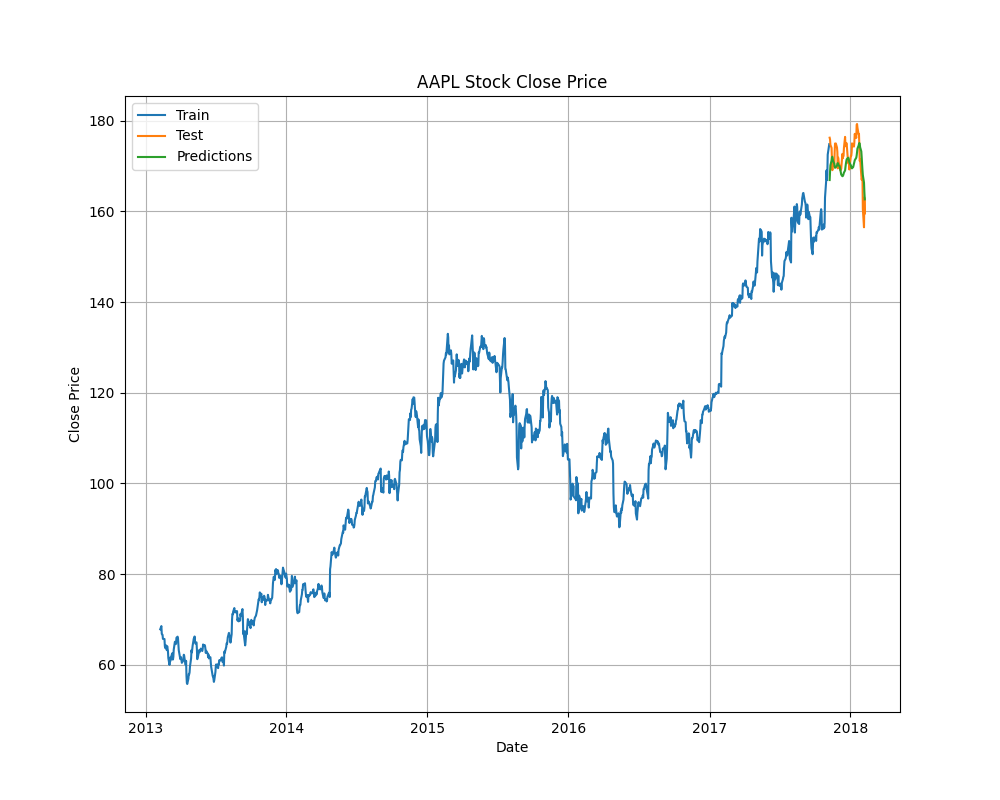 AAPL Stock Close Price
Train
Test
Predictions
180
160
140
120
100
80
60
Close Price
2013 2014 2015 2016 2017 2018
Date